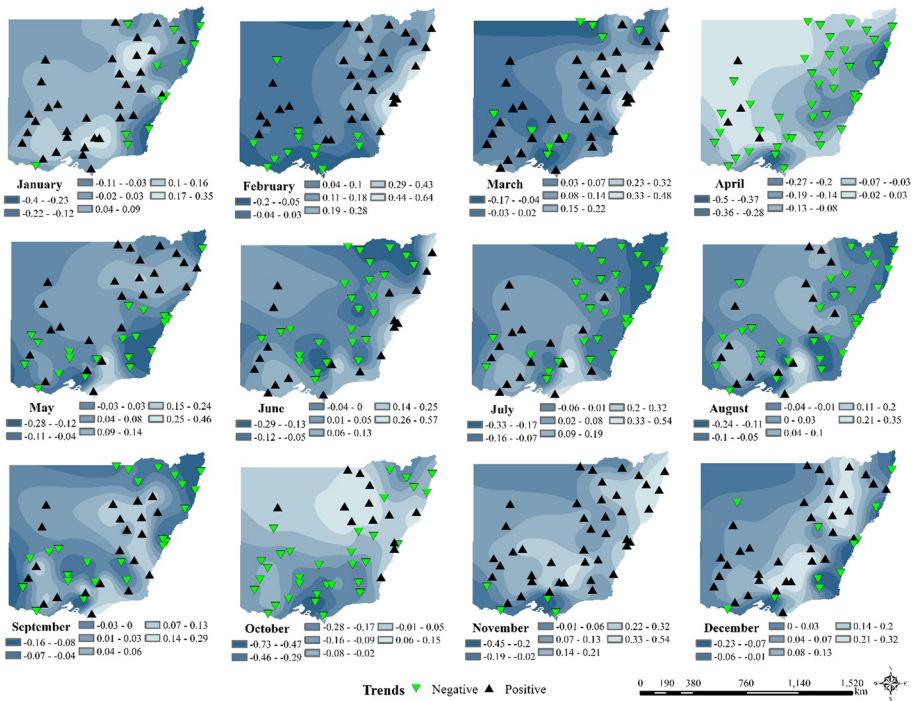 January
-0.4 - -0.23
-0.22 - -0.12
-0.11 - -0.03
-0.02 - 0.03
0.04 - 0.09
0.1 - 0.16
0.17 - 0.35
February
-0.2 - -0.05
-0.04 - 0.03
0.04 - 0.1
0.11 - 0.18
0.19 - 0.28
0.29 - 0.43
0.44 - 0.64
March
-0.17 - -0.04
-0.03 - 0.02
0.03 - 0.07
0.08 - 0.14
0.15 - 0.22
0.23 - 0.32
0.33 - 0.48
April
-0.5 - -0.37
-0.36 - -0.28
-0.27 - -0.2
-0.19 - -0.14
-0.13 - -0.08
-0.07 - -0.03
-0.02 - 0.03
May
-0.28 - -0.12
-0.11 - -0.04
-0.03 - 0.03
0.04 - 0.08
0.09 - 0.14
0.15 - 0.24
0.25 - 0.46
June
-0.29 - -0.13
-0.12 - -0.05
-0.04 - 0
0.01 - 0.05
0.06 - 0.13
0.14 - 0.25
0.26 - 0.57
July
-0.33 - -0.17
-0.16 - -0.07
-0.06 - 0.01
0.02 - 0.08
0.09 - 0.19
0.2 - 0.32
0.33 - 0.54
August
-0.24 - -0.11
-0.1 - -0.05
-0.04 - -0.01
0 - 0.03
0.04 - 0.1
0.11 - 0.2
0.21 - 0.35
September
-0.16 - -0.08
-0.07 - -0.04
-0.03 - 0
0.01 - 0.03
0.04 - 0.06
0.07 - 0.13
0.14 - 0.29
October
-0.73 - -0.47
-0.46 - -0.29
-0.28 - -0.17
-0.16 - -0.09
-0.08 - -0.02
-0.01 - 0.05
0.06 - 0.15
November
-0.45 - -0.2
-0.19 - -0.02
-0.01 - 0.06
0.07 - 0.13
0.14 - 0.21
0.22 - 0.32
0.33 - 0.54
December
-0.23 - -0.07
-0.06 - -0.01
0 - 0.03
0.04 - 0.07
0.08 - 0.13
0.14 - 0.2
0.21 - 0.32
Trends Negative Positive
0 190 380 760 1,140 1,520
km
N
E
S